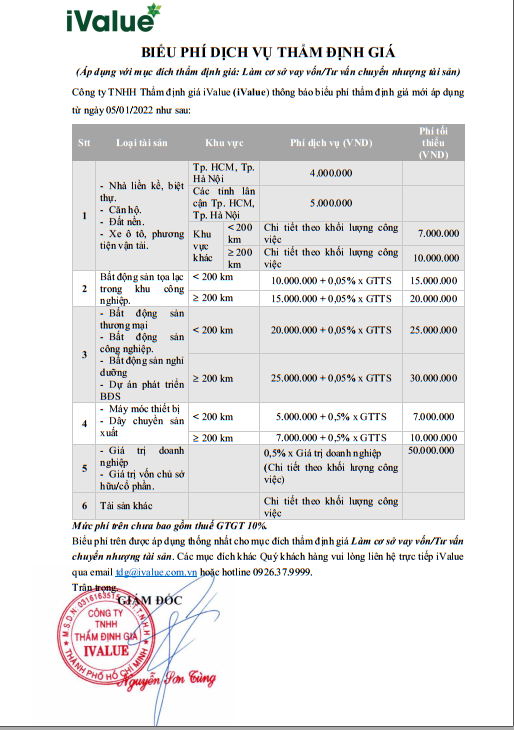 iValue
BIỂU PHÍ DỊCH VỤ THẨM ĐỊNH GIÁ
(Áp dụng với mục đích thẩm định giá: Làm cơ sở vay vốn/Tư vấn chuyển nhượng tài sản)
Công ty TNHH Thẩm định giá iValue (iValue) thông báo biểu phí thẩm định giá mới áp dụng
từ ngày 05/01/2022 như sau:
Stt Loại tài sản Khu vực Phí dịch vụ (VND) Phí tối
thiểu
(VND)
1
- Nhà liền kề, biệt
thự.
- Căn hộ.
- Đất nền.
- Xe ô tô, phương
tiện vận tải.
Tp. HCM, Tp.
Hà Nội
4.000.000
Các tỉnh lân
cận Tp. HCM,
Tp. Hà Nội
5.000.000
Khu
vực
khác
< 200
km
Chi tiết theo khối lượng công
việc
7.000.000
≥ 200
km
Chi tiết theo khối lượng công
việc
10.000.000
2
Bất động sản tọa lạc
trong khu công
nghiệp.
< 200 km 10.000.000 + 0,05% x GTTS 15.000.000
≥ 200 km 15.000.000 + 0,05% x GTTS 20.000.000
3
- Bất động sản
thương mại
- Bất động sản
công nghiệp.
- Bất động sản nghỉ
dưỡng
- Dự án phát triển
BĐS
< 200 km 20.000.000 + 0,05% x GTTS 25.000.000
≥ 200 km 25.000.000 + 0,05% x GTTS 30.000.000
4
- Máy móc thiết bị
- Dây chuyền sản
xuất
< 200 km 5.000.000 + 0,5% x GTTS 7.000.000
≥ 200 km 7.000.000 + 0,5% x GTTS 10.000.000
5
- Giá trị doanh
nghiệp
- Giá trị vốn chủ sở
hữu/cổ phần.
0,5% x Giá trị doanh nghiệp
(Chi tiết theo khối lượng công
việc)
50.000.000
6 Tài sản khác
Chi tiết theo khối lượng công
việc
Mức phí trên chưa bao gồm thuế GTGT 10%.
Biểu phí trên được áp dụng thống nhất cho mục đích thẩm định giá Làm cơ sở vay vốn/Tư vấn
chuyển nhượng tài sản. Các mục đích khác Quý khách hàng vui lòng liên hệ trực tiếp iValue
qua email tdg@ivalue.com.vn hoặc hotline 0926.37.9999.
Trân trọng.
GIÁM ĐỐC
CÔNG TY
TNHH
THẨM ĐỊNH GIÁ
IVALUE
THÀNH PHỐ HỒ CHÍ MINH
Nguyễn Sơn Tùng